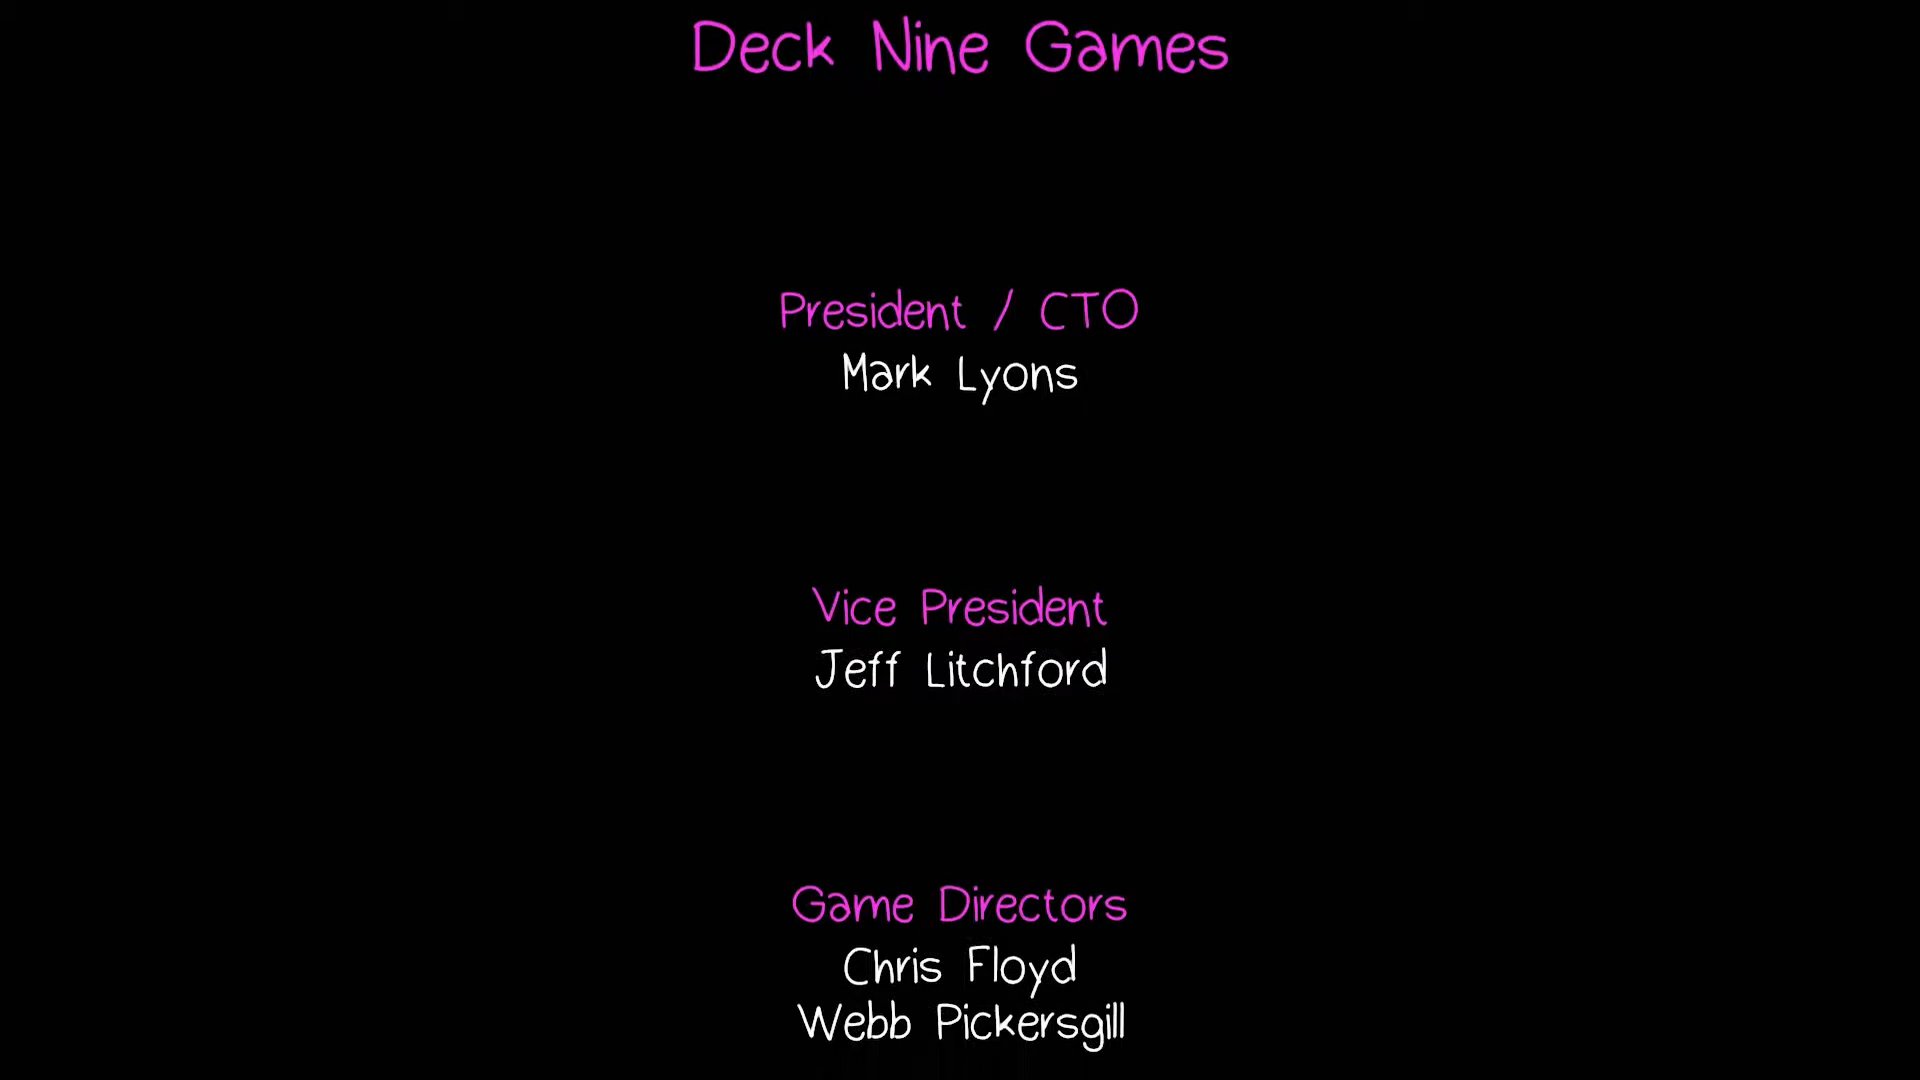 Deck Nine Games
President / CTO
Mark Lyons
Vice President
Jeff Litchford
Game Directors
Chris Floyd
Webb Pickersgill